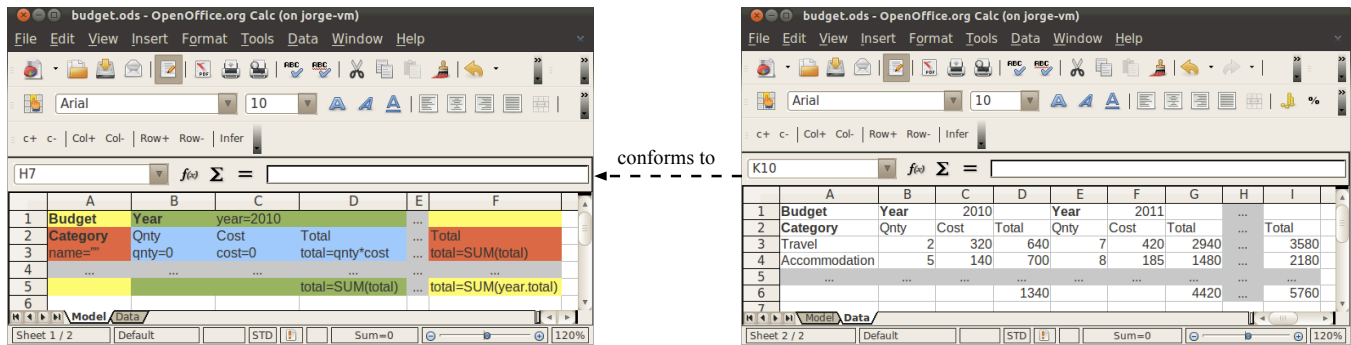 budget.ods - OpenOffice.org Calc (on jorge-vm)
File Edit View Insert Format Tools Data Window Help
PDF ABC ABC
Arial 10
c+ c- Col+ Col- Row+ Row- Infer
H7 f(x) Σ =
A B C D E F
1 Budget Year year=2010 ...
2 Category Qnty Cost Total ... Total
3 name="" qnty=0 cost=0 total=qnty*cost ... total=SUM(total)
4 ... ... ... ... ... ...
5 total=SUM(total) ... total=SUM(year.total)
6
Model Data
Sheet 1 / 2 Default STD Sum=0 120%
conforms to
budget.ods - OpenOffice.org Calc (on jorge-vm)
File Edit View Insert Format Tools Data Window Help
PDF ABC ABC
Arial 10 %
c+ c- Col+ Col- Row+ Row- Infer
K10 f(x) Σ =
A B C D E F G H I
1 Budget Year 2010 Year 2011 ...
2 Category Qnty Cost Total Qnty Cost Total ... Total
3 Travel 2 320 640 7 420 2940 ... 3580
4 Accommodation 5 140 700 8 185 1480 ... 2180
5 ... ... ... ... ... ... ... ... ...
6 1340 4420 ... 5760
7
Model Data
Sheet 2 / 2 Default STD Sum=0 120%